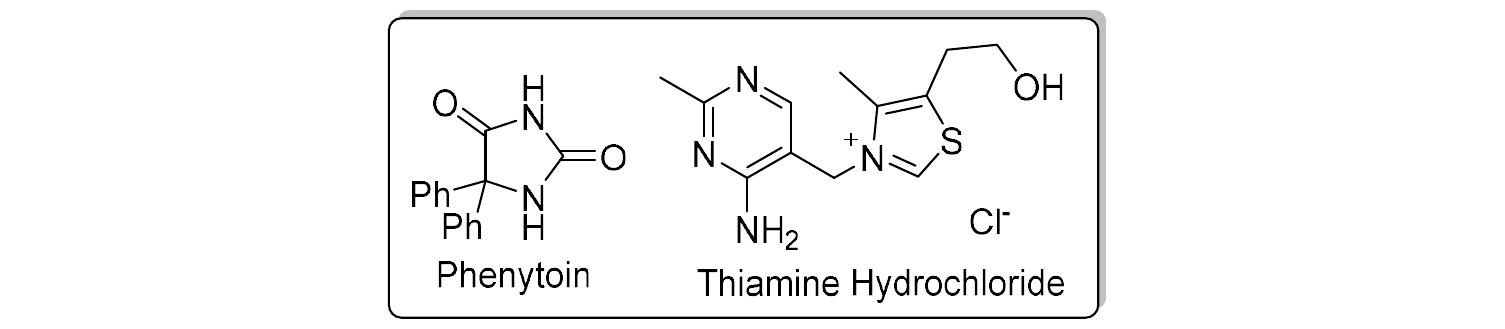 O
H
N
O
N
H
Ph
Ph
Phenytoin
N
N
NH₂
+
N
S
OH
Cl⁻
Thiamine Hydrochloride